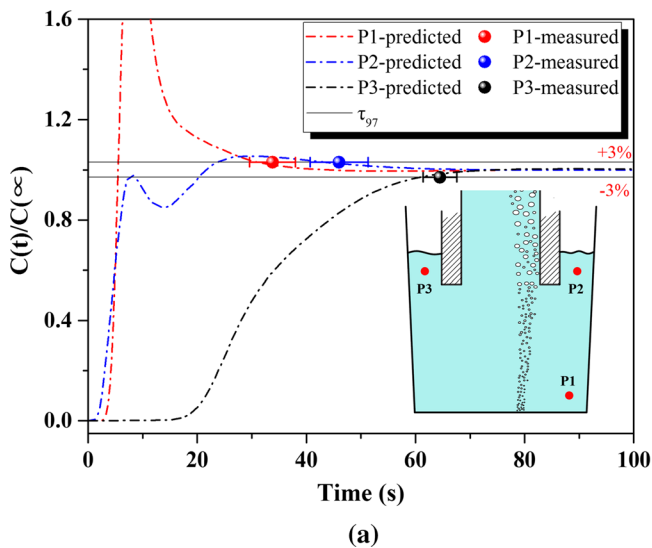 1.6
1.2
0.8
0.4
0.0
C(t)/C(∝)
P1-predicted P1-measured
P2-predicted P2-measured
P3-predicted P3-measured
τ97
+3%
-3%
P3 P2
P1
0 20 40 60 80 100
Time (s)
(a)